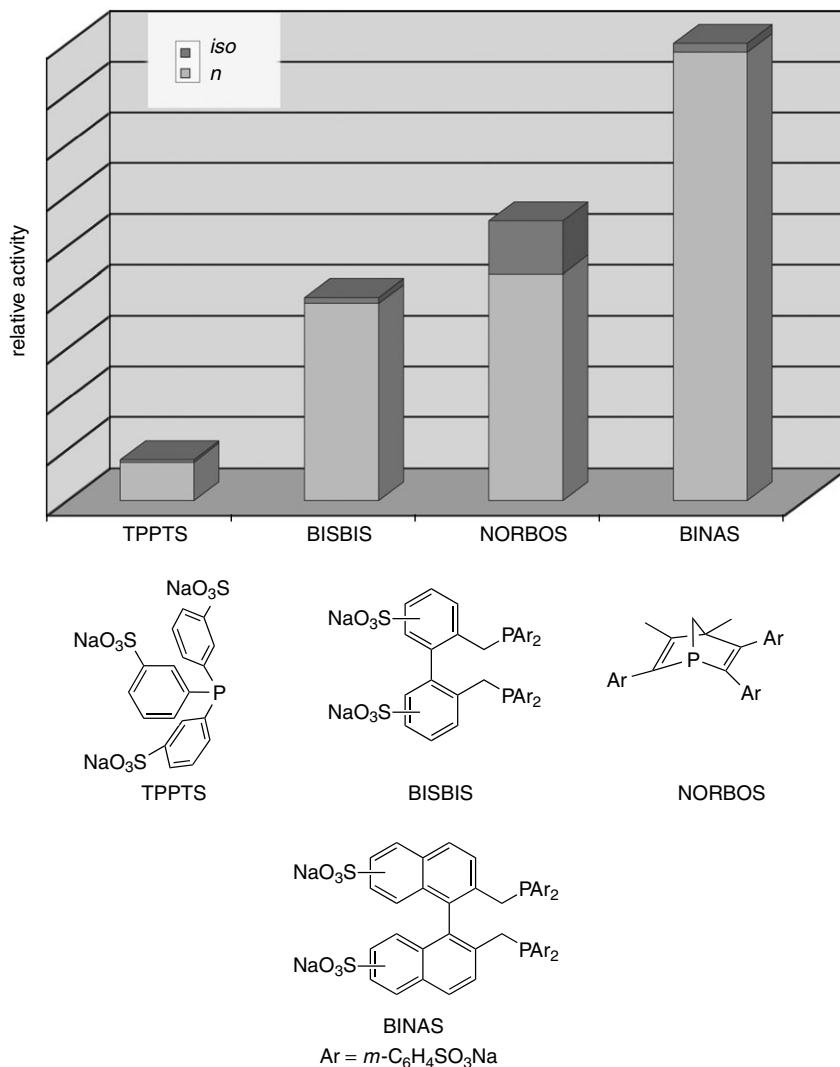 iso
n
relative activity
TPPTS
BISBIS
NORBOS
BINAS
NaO₃S
NaO₃S
P
NaO₃S
TPPTS
NaO₃S
PAr₂
NaO₃S
PAr₂
BISBIS
P
Ar
Ar
Ar
NORBOS
NaO₃S
PAr₂
NaO₃S
PAr₂
BINAS
Ar = m-C₆H₄SO₃Na